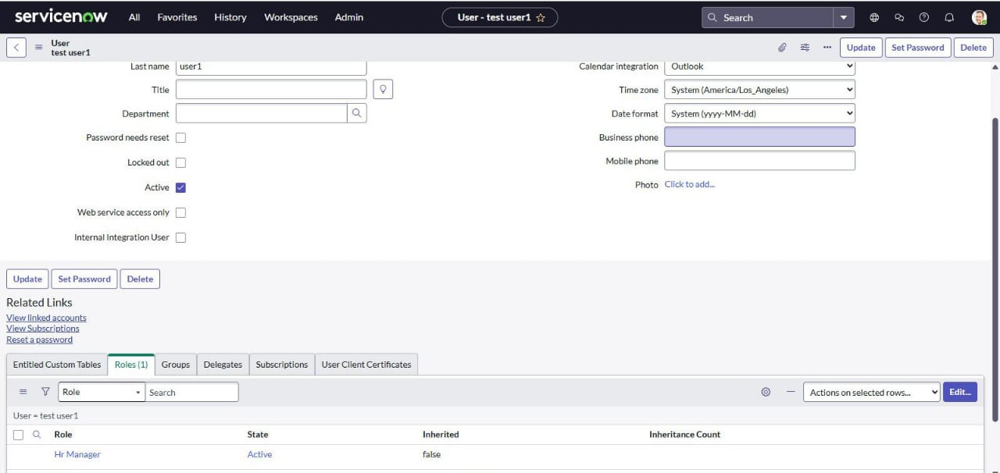 servicenow All Favorites History Workspaces Admin User - test user1 Search
User
test user1
Update Set Password Delete
Last name user1 Calendar integration Outlook
Title Time zone System (America/Los_Angeles)
Department Date format System (yyyy-MM-dd)
Password needs reset Business phone
Locked out Mobile phone
Active Photo Click to add...
Web service access only
Internal Integration User
Update Set Password Delete
Related Links
View linked accounts
View Subscriptions
Reset a password
Entitled Custom Tables Roles (1) Groups Delegates Subscriptions User Client Certificates
Role Search Actions on selected rows... Edit...
User = test user1
Role State Inherited Inheritance Count
Hr Manager Active false